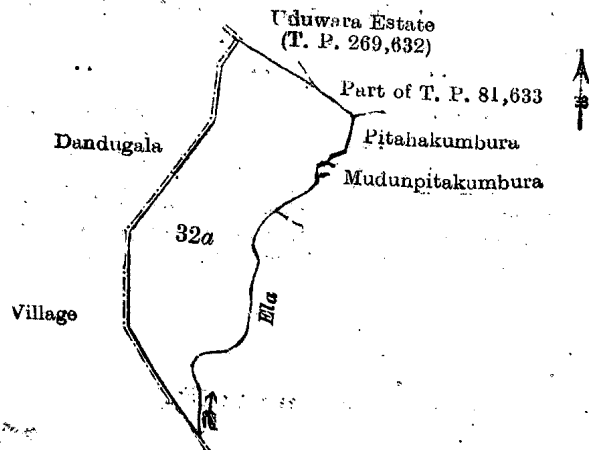 Uduwara Estate
(T. P. 269,632)
Part of T. P. 81,633
Dandugala
Pitahakumbura
Mudunpitakumbura
32a
Ela
Village